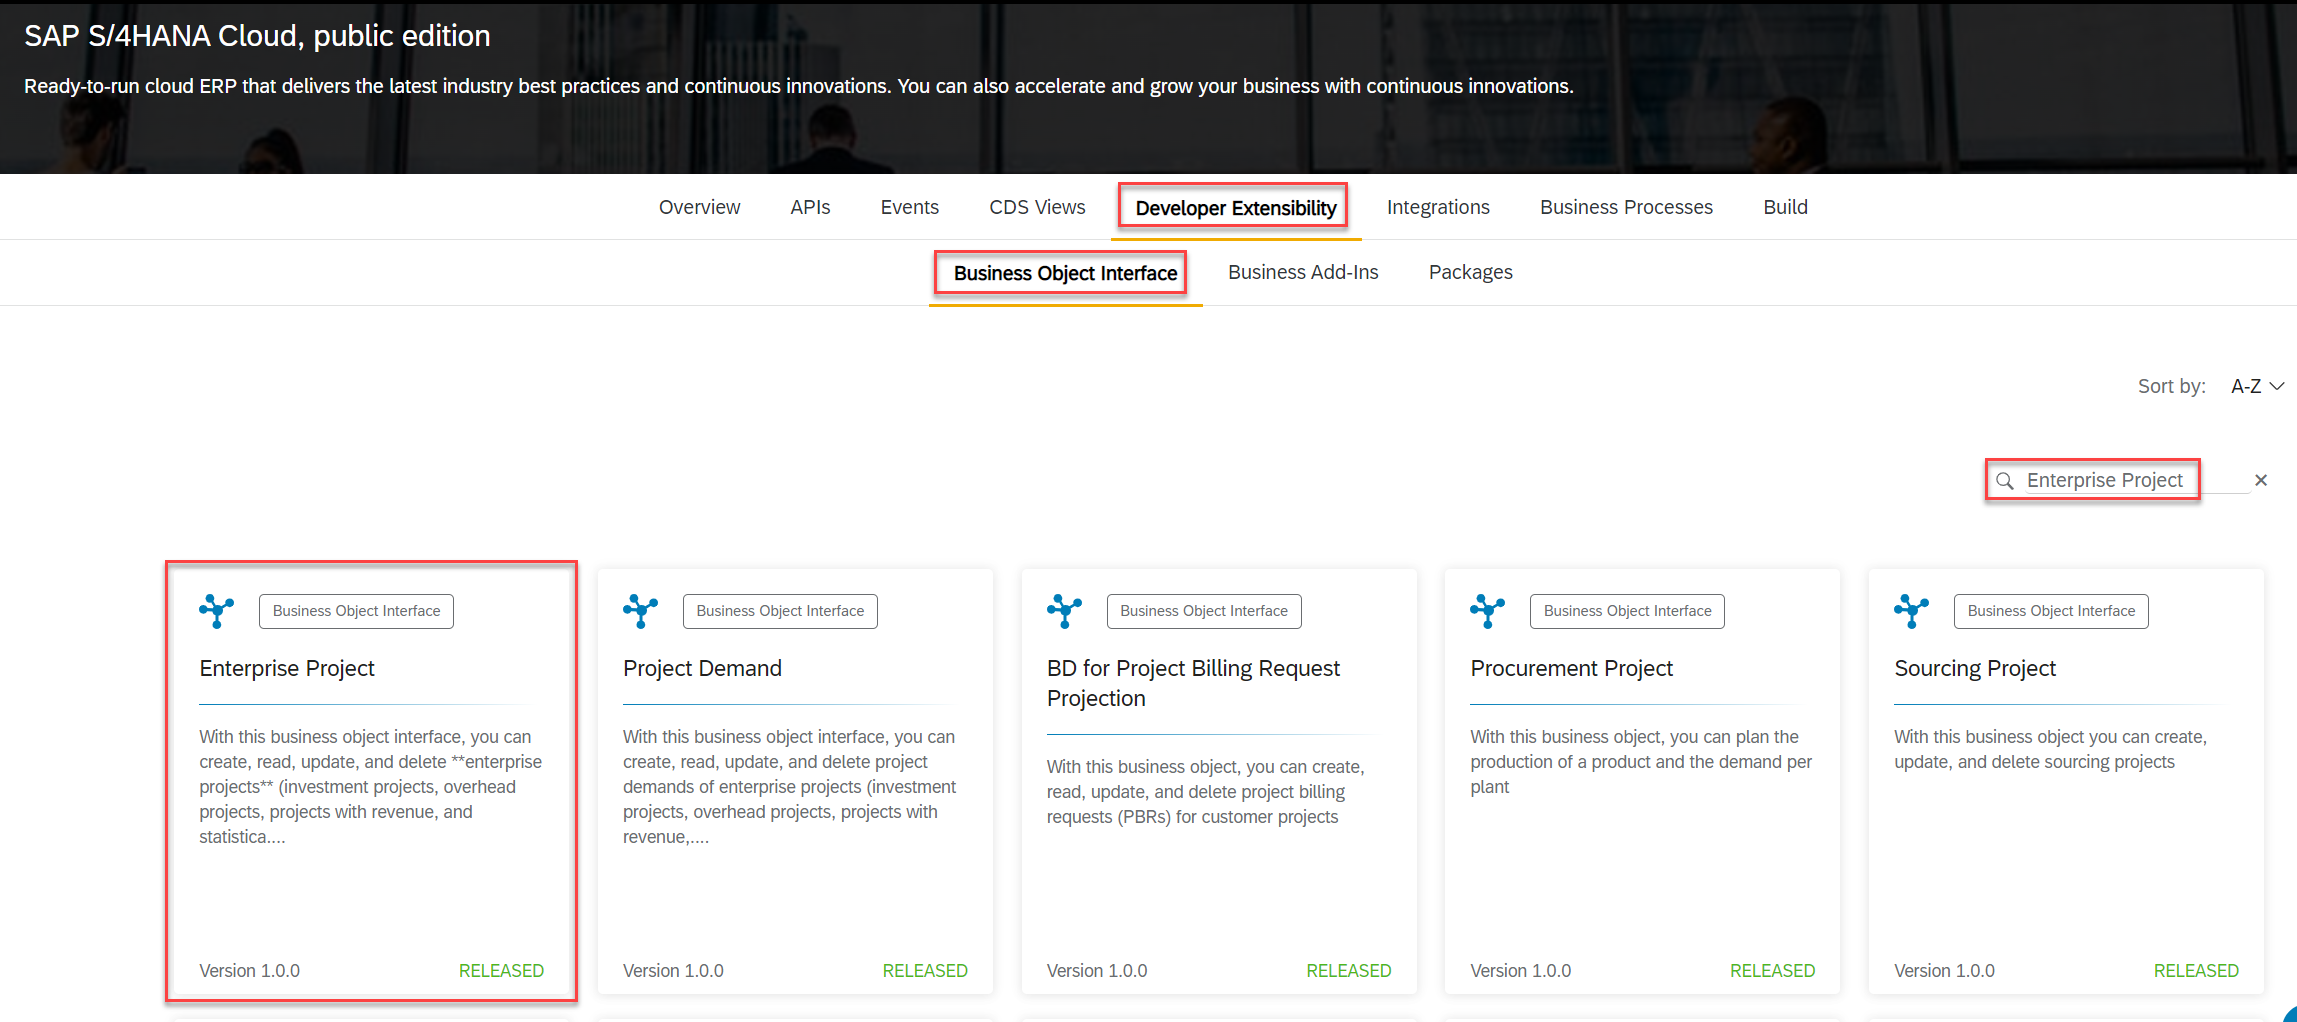 SAP S/4HANA Cloud, public edition
Ready-to-run cloud ERP that delivers the latest industry best practices and continuous innovations. You can also accelerate and grow your business with continuous innovations.
Overview APIs Events CDS Views Developer Extensibility Integrations Business Processes Build
Business Object Interface Business Add-Ins Packages
Sort by: A-Z
Enterprise Project
Business Object Interface
Enterprise Project
With this business object interface, you can
create, read, update, and delete **enterprise
projects** (investment projects, overhead
projects, projects with revenue, and
statistica....
Version 1.0.0 RELEASED
Business Object Interface
Project Demand
With this business object interface, you can
create, read, update, and delete project
demands of enterprise projects (investment
projects, overhead projects, projects with
revenue,....
Version 1.0.0 RELEASED
Business Object Interface
BD for Project Billing Request
Projection
With this business object, you can create,
read, update, and delete project billing
requests (PBRs) for customer projects
Version 1.0.0 RELEASED
Business Object Interface
Procurement Project
With this business object, you can plan the
production of a product and the demand per
plant
Version 1.0.0 RELEASED
Business Object Interface
Sourcing Project
With this business object you can create,
update, and delete sourcing projects
Version 1.0.0 RELEASED